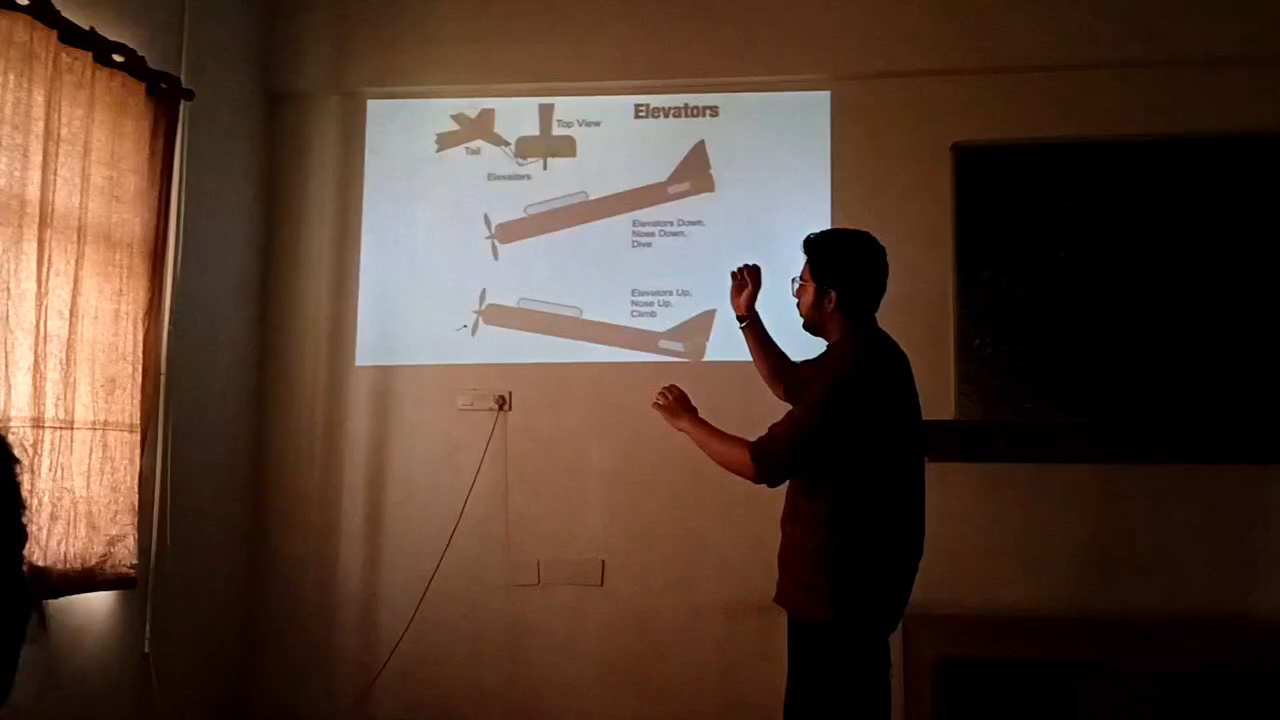 Elevators
Top View
Tail
Elevators
Elevators Down,
Nose Down,
Dive
Elevators Up,
Nose Up,
Climb